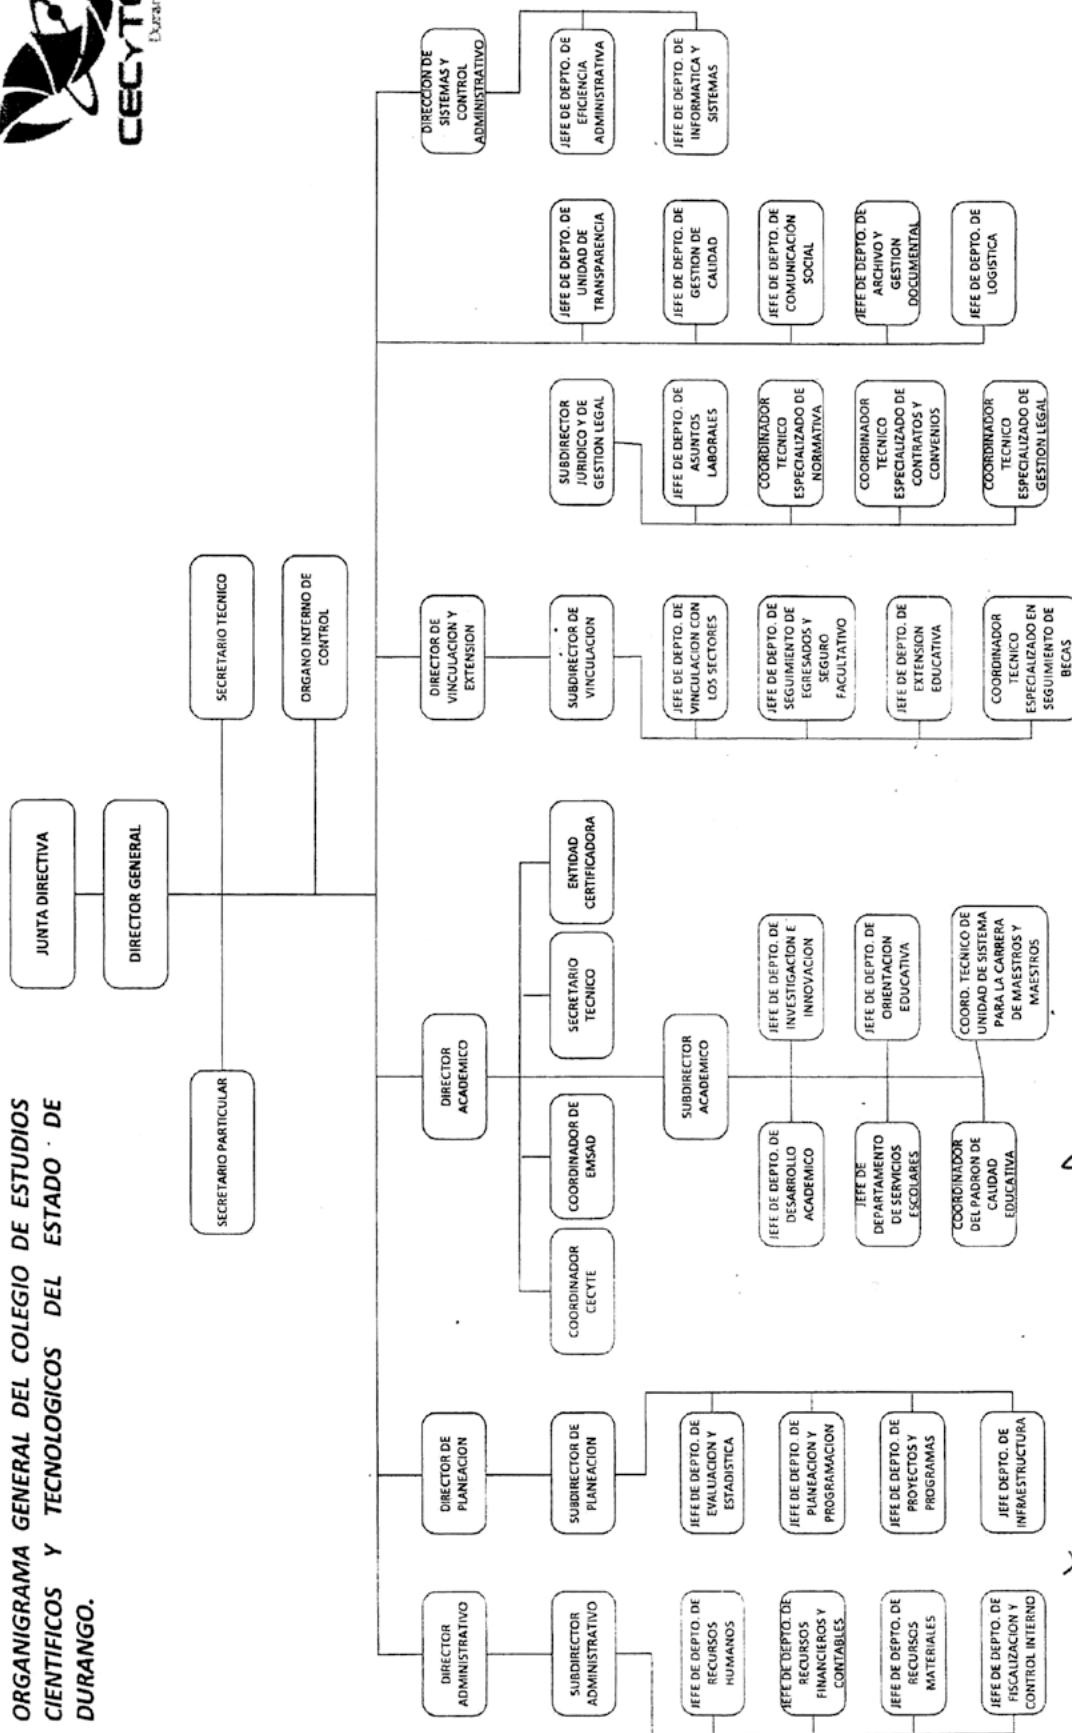 ORGANIGRAMA GENERAL DEL COLEGIO DE ESTUDIOS
CIENTIFICOS Y TECNOLOGICOS DEL ESTADO DE
DURANGO.
JUNTA DIRECTIVA
DIRECTOR GENERAL
SECRETARIO PARTICULAR
SECRETARIO TECNICO
ORGANO INTERNO DE
CONTROL
DIRECTOR
ADMINISTRATIVO
SUBDIRECTOR
ADMINISTRATIVO
JEFE DE DEPTO. DE
RECURSOS
HUMANOS
JEFE DE DEPTO. DE
RECURSOS
FINANCIEROS Y
CONTABLES
JEFE DE DEPTO. DE
RECURSOS
MATERIALES
JEFE DE DEPTO. DE
FISCALIZACION Y
CONTROL INTERNO
DIRECTOR DE
PLANEACION
SUBDIRECTOR DE
PLANEACION
JEFE DE DEPTO. DE
EVALUACION Y
ESTADISTICA
JEFE DE DEPTO. DE
PLANEACION Y
PROGRAMACION
JEFE DE DEPTO. DE
PROYECTOS Y
PROGRAMAS
JEFE DEPTO. DE
INFRAESTRUCTURA
DIRECTOR
ACADEMICO
COORDINADOR
CECYTE
COORDINADOR DE
EMSAD
SECRETARIO
TECNICO
ENTIDAD
CERTIFICADORA
SUBDIRECTOR
ACADEMICO
JEFE DE DEPTO. DE
DESARROLLO
ACADEMICO
JEFE DE DEPTO. DE
INVESTIGACION E
INNOVACION
JEFE DE
DEPARTAMENTO
DE SERVICIOS
ESCOLARES
JEFE DE DEPTO. DE
ORIENTACION
EDUCATIVA
COORDINADOR
DEL PADRON DE
CALIDAD
EDUCATIVA
COORD. TECNICO DE
UNIDAD DE SISTEMA
PARA LA CARRERA
DE MAESTROS Y
MAESTROS
DIRECTOR DE
VINCULACION Y
EXTENSION
SUBDIRECTOR DE
VINCULACION
JEFE DE DEPTO. DE
VINCULACION CON
LOS SECTORES
JEFE DE DEPTO. DE
SEGUIMIENTO DE
EGRESADOS Y
SEGURO
FACULTATIVO
JEFE DE DEPTO. DE
EXTENSION
EDUCATIVA
COORDINADOR
TECNICO
ESPECIALIZADO EN
SEGUIMIENTO DE
BECAS
SUBDIRECTOR
JURIDICO Y DE
GESTION LEGAL
JEFE DE DEPTO. DE
ASUNTOS
LABORALES
COORDINADOR
TECNICO
ESPECIALIZADO DE
NORMATIVA
COORDINADOR
TECNICO
ESPECIALIZADO DE
CONTRATOS Y
CONVENIOS
COORDINADOR
TECNICO
ESPECIALIZADO DE
GESTION LEGAL
JEFE DE DEPTO. DE
UNIDAD DE
TRANSPARENCIA
JEFE DE DEPTO. DE
GESTION DE
CALIDAD
JEFE DE DEPTO. DE
COMUNICACIÓN
SOCIAL
JEFE DE DEPTO. DE
ARCHIVO Y
GESTION
DOCUMENTAL
JEFE DE DEPTO. DE
LOGISTICA
DIRECCION DE
SISTEMAS Y
CONTROL
ADMINISTRATIVO
JEFE DE DEPTO. DE
EFICIENCIA
ADMINISTRATIVA
JEFE DE DEPTO. DE
INFORMATICA Y
SISTEMAS